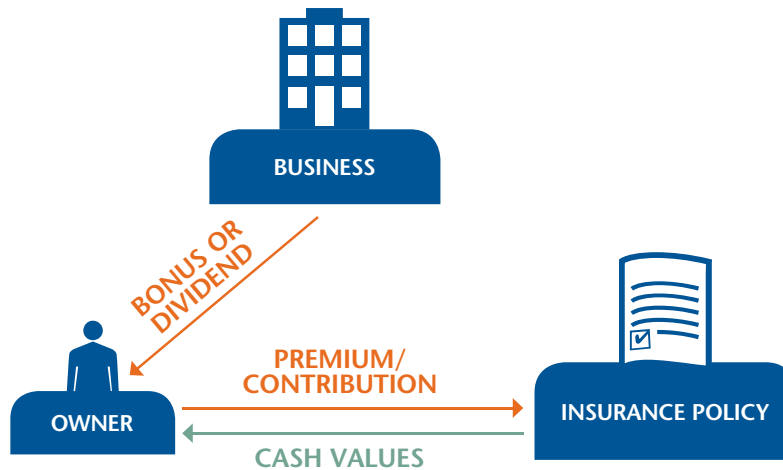 BUSINESS
BONUS OR
DIVIDEND
PREMIUM/
CONTRIBUTION
OWNER
INSURANCE POLICY
CASH VALUES